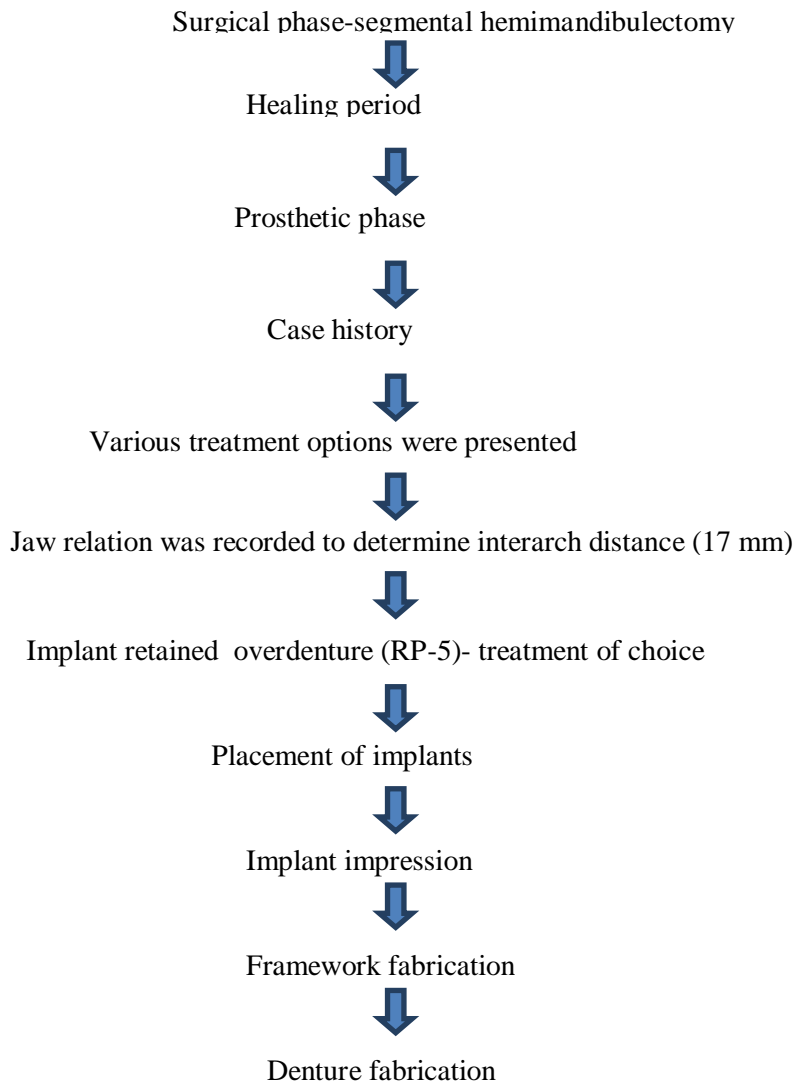 Surgical phase-segmental hemimandibulectomy
Healing period
Prosthetic phase
Case history
Various treatment options were presented
Jaw relation was recorded to determine interarch distance (17 mm)
Implant retained overdenture (RP-5)- treatment of choice
Placement of implants
Implant impression
Framework fabrication
Denture fabrication